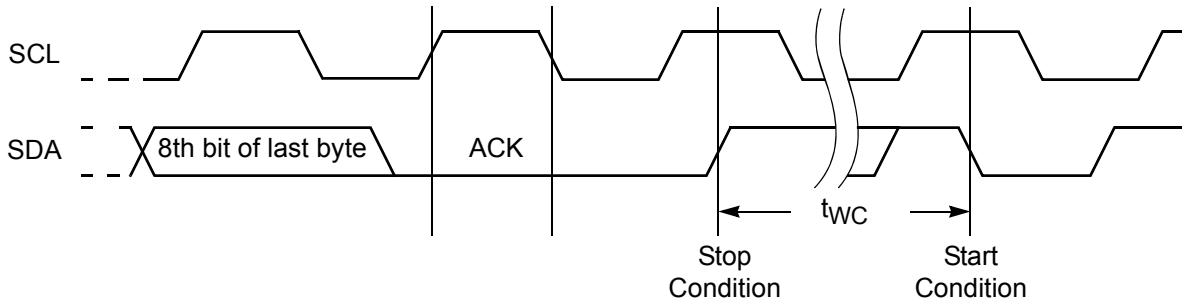 SCL
SDA
8th bit of last byte
ACK
tWC
Stop
Condition
Start
Condition